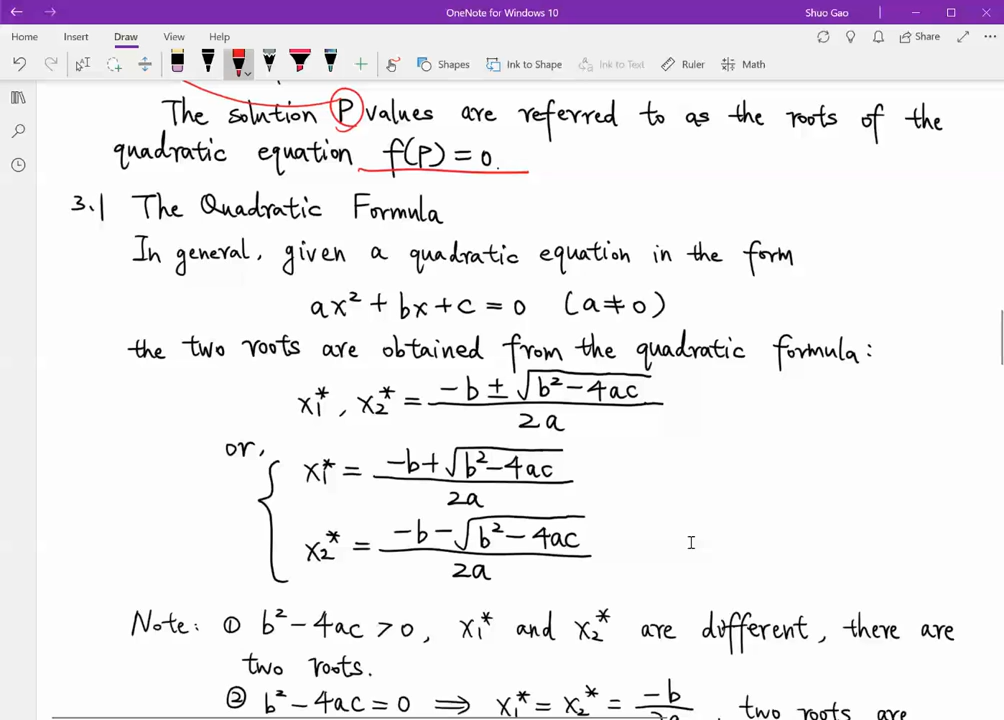 OneNote for Windows 10
Shuo Gao
Home Insert Draw View Help
Share
Shapes Ink to Shape Ink to Text Ruler Math
The solution P values are referred to as the roots of the
quadratic equation f(P) = 0.
3.1 The Quadratic Formula
In general, given a quadratic equation in the form
ax² + bx + c = 0 (a ≠ 0)
the two roots are obtained from the quadratic formula:
x₁*, x₂* = (-b ± √(b² - 4ac)) / 2a
or, { x₁* = (-b + √(b² - 4ac)) / 2a
x₂* = (-b - √(b² - 4ac)) / 2a
Note: ① b² - 4ac > 0, x₁* and x₂* are different, there are
two roots.
② b² - 4ac = 0 ⟹ x₁* = x₂* = -b / 2a, two roots are